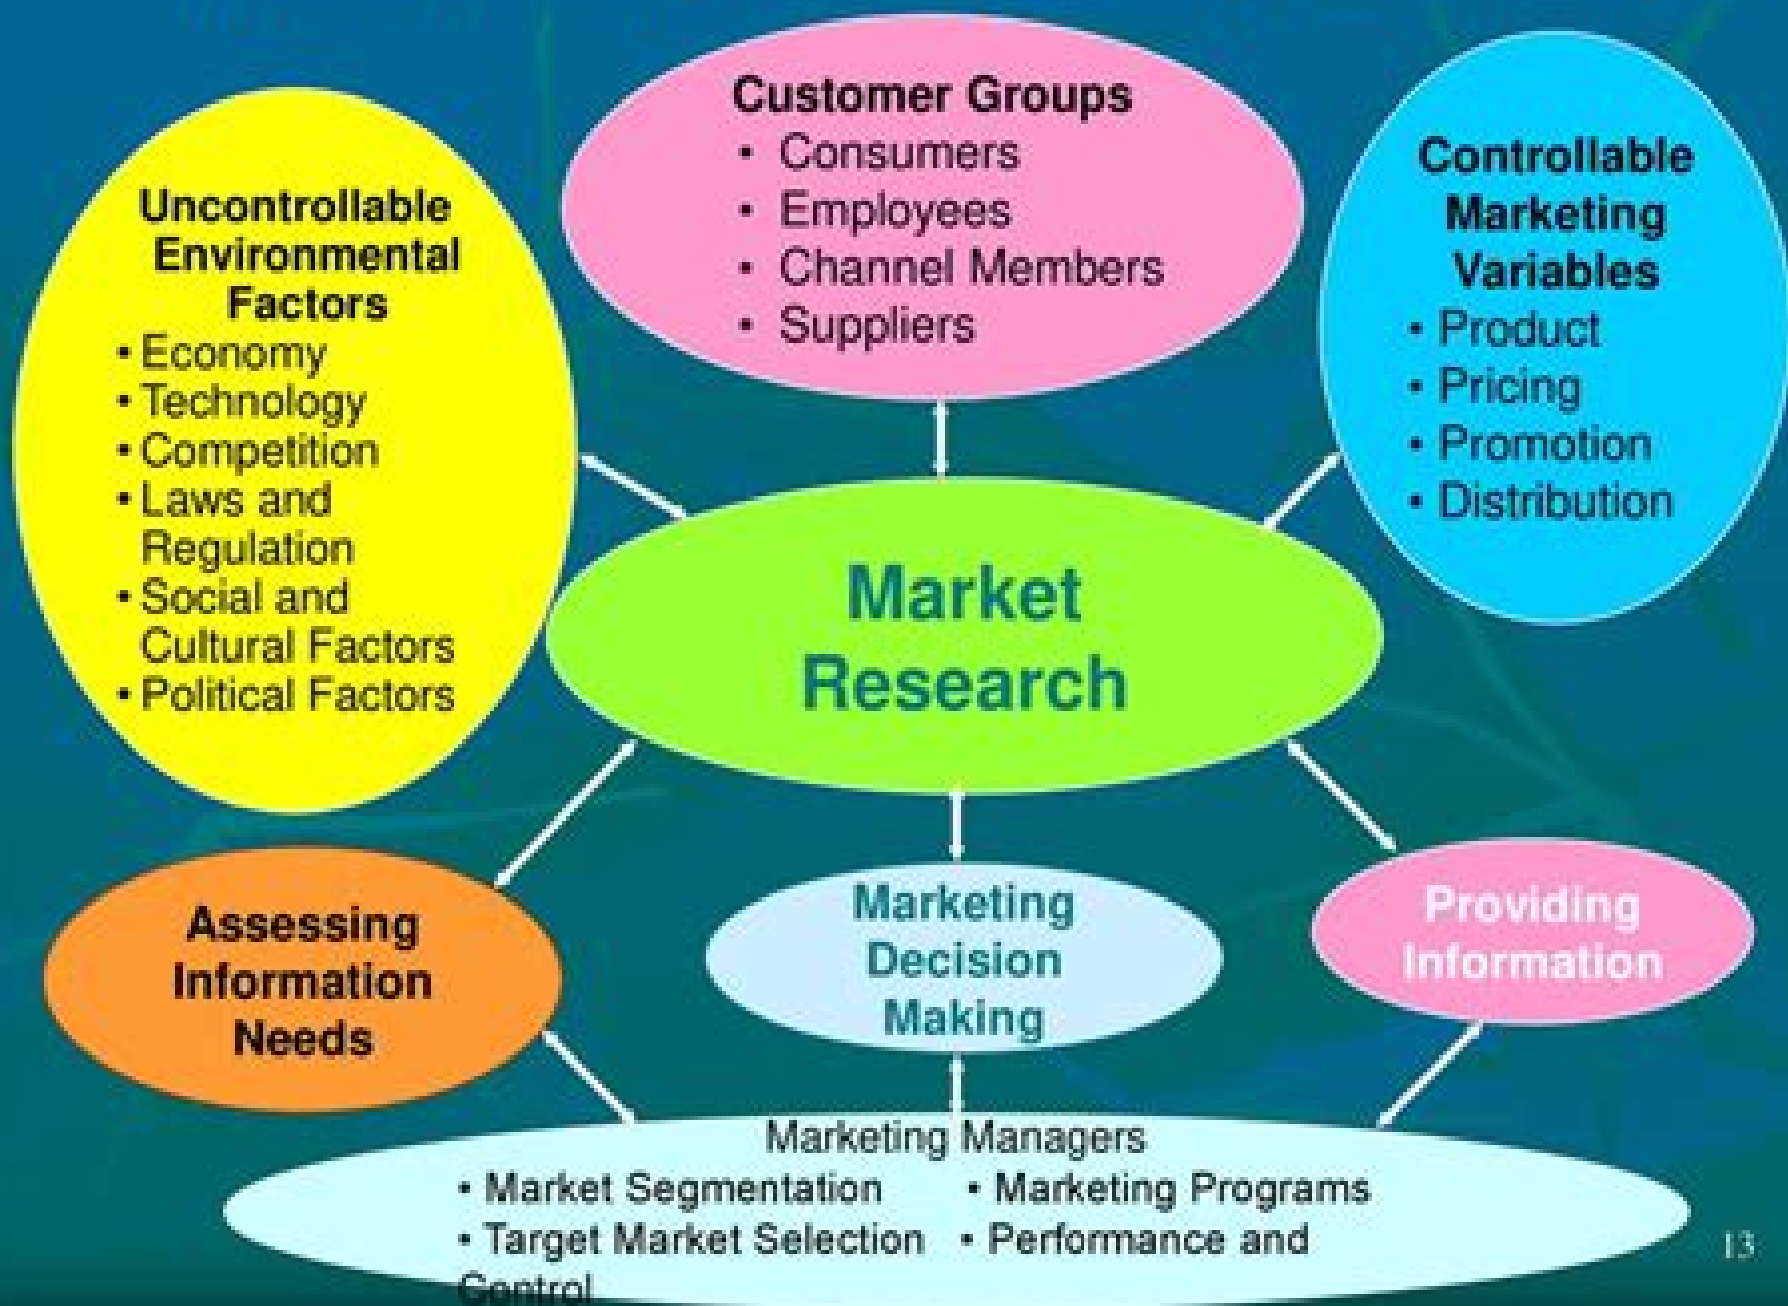 Customer Groups
• Consumers
• Employees
• Channel Members
• Suppliers
Uncontrollable
Environmental
Factors
• Economy
• Technology
• Competition
• Laws and
Regulation
• Social and
Cultural Factors
• Political Factors
Controllable
Marketing
Variables
• Product
• Pricing
• Promotion
• Distribution
Market
Research
Assessing
Information
Needs
Marketing
Decision
Making
Providing
Information
Marketing Managers
• Market Segmentation • Marketing Programs
• Target Market Selection • Performance and
Control
13